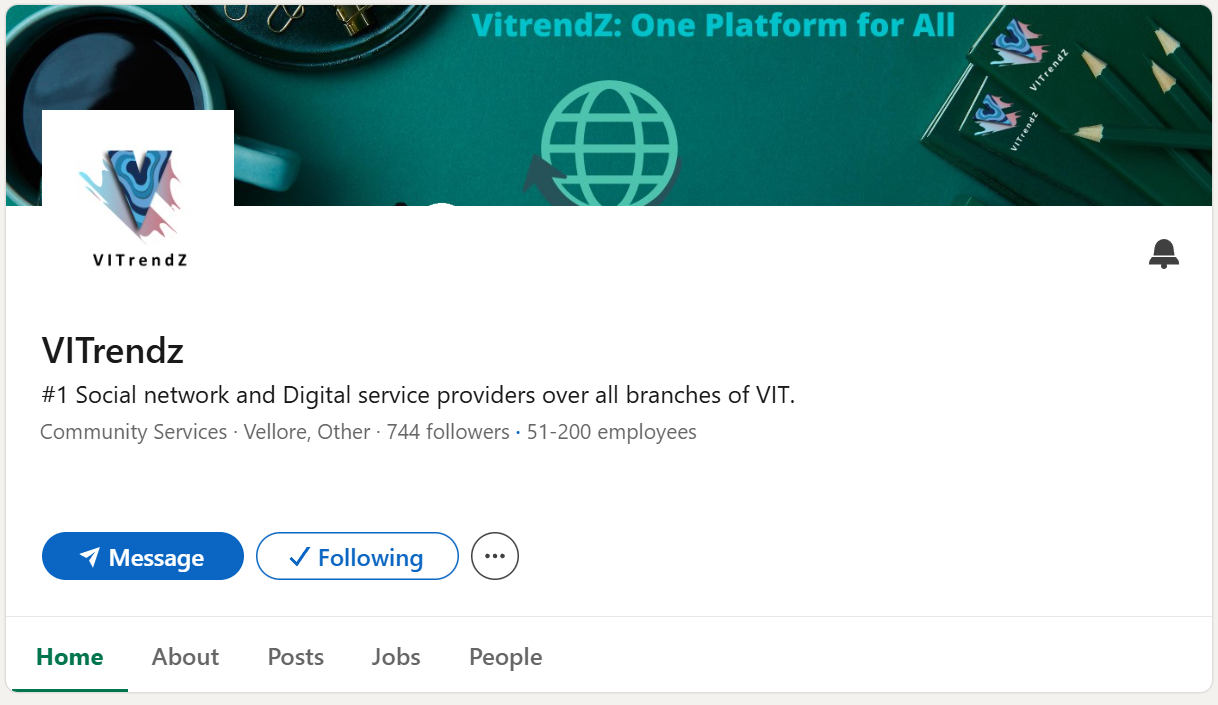 VitrendZ: One Platform for All
VITrendZ
VITrendZ
VITrendZ
VITrendz
#1 Social network and Digital service providers over all branches of VIT.
Community Services · Vellore, Other · 744 followers · 51-200 employees
Message Following
Home About Posts Jobs People